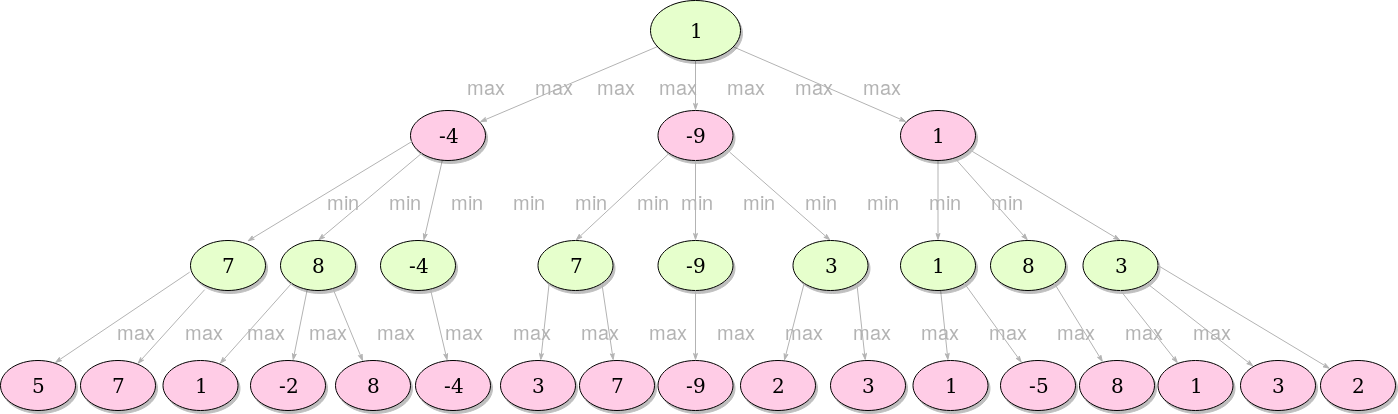 1
max max max max max max max
-4 -9 1
min min min min min min min min min min min min
7 8 -4 7 -9 3 1 8 3
max max max max max max max max max max max max max max max max max
5 7 1 -2 8 -4 3 7 -9 2 3 1 -5 8 1 3 2